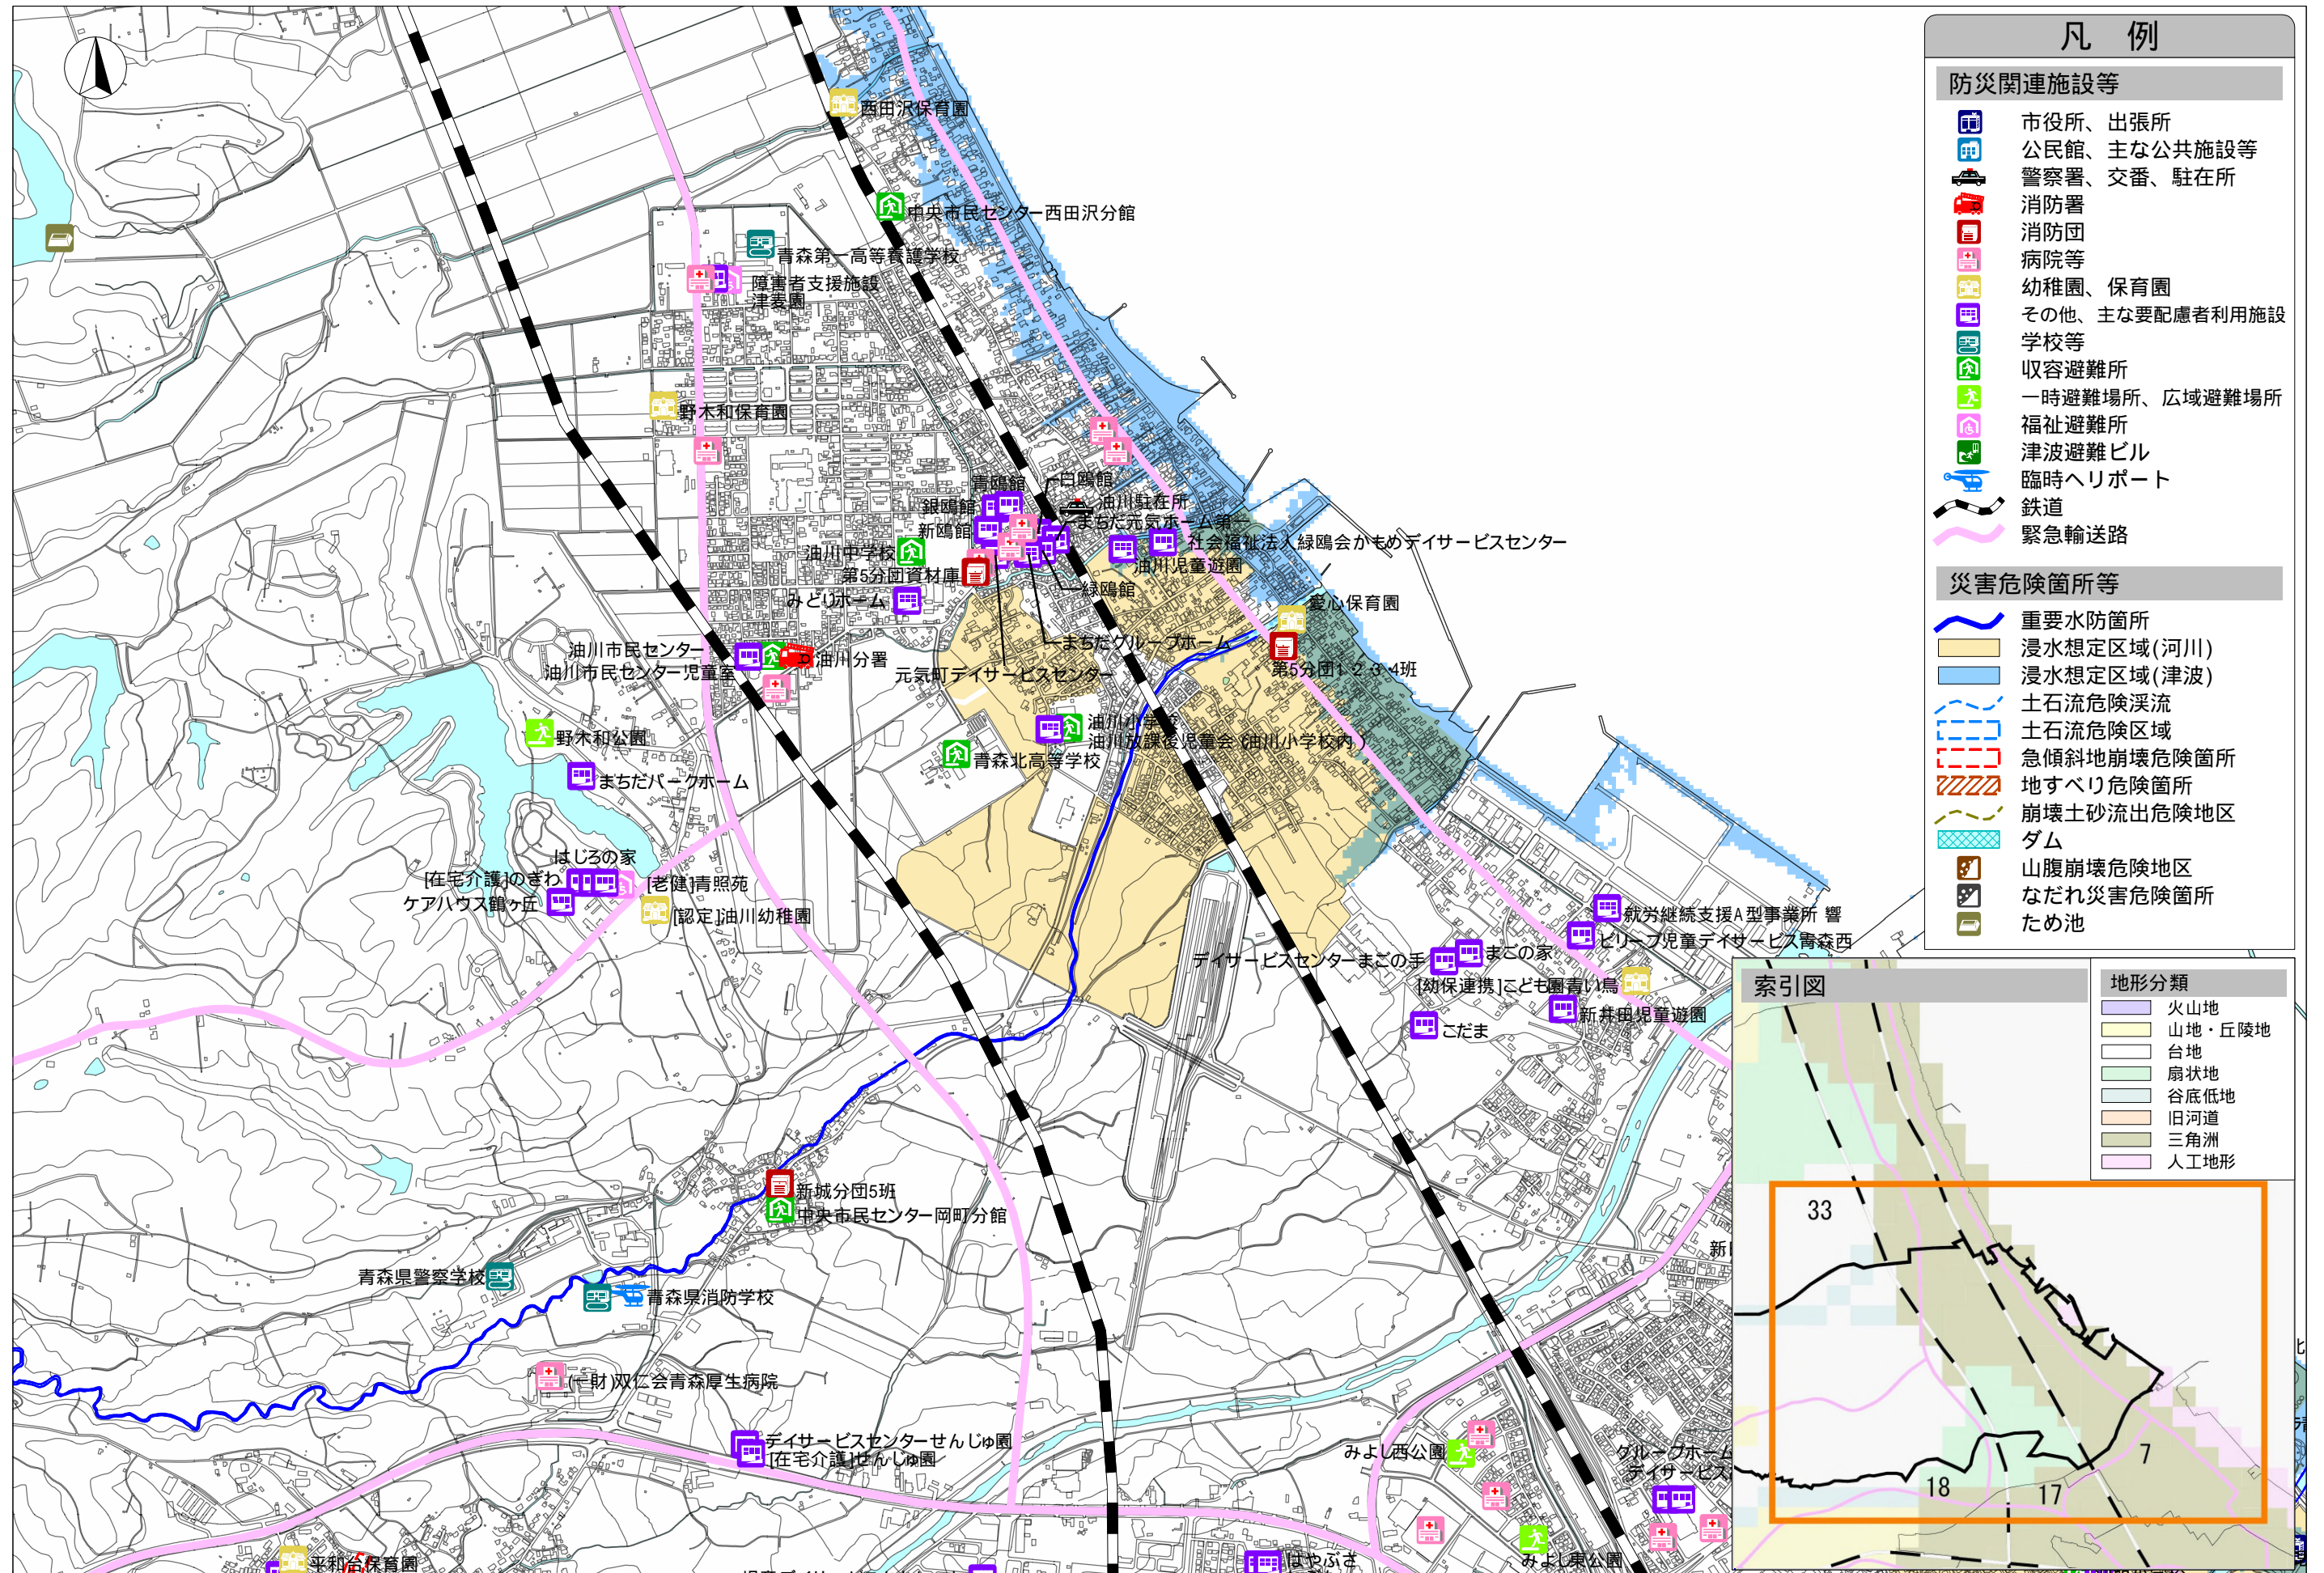 西田沢保育園
中央市民センター西田沢分館
青森第一高等養護学校
障害者支援施設
津麦園
野木和保育園
青鴎館
白鴎館
銀鴎館
油川駐在所
新鴎館
まちだ元気ホーム第一
社会福祉法人緑鴎会かもめデイサービスセンター
油川中学校
油川児童遊園
第5分団資材庫
緑鴎館
みどりホーム
愛心保育園
まちだグループホーム
油川市民センター
油川分署
油川市民センター児童室
元気町デイサービスセンター
第5分団1・2・3・4班
野木和公園
油川小学校
油川放課後児童会（油川小学校内）
青森北高等学校
まちだパークホーム
はじろの家
[在宅介護]のぎわ
[老健]青照苑
ケアハウス鶴ヶ丘
[認定]油川幼稚園
就労継続支援A型事業所 響
ビリーブ児童デイサービス青森西
まごの家
デイサービスセンターまごの手
[幼保連携]こども園青い鳥
新井田児童遊園
こだま
新城分団5班
中央市民センター岡町分館
青森県警察学校
青森県消防学校
(一財)双仁会青森厚生病院
デイサービスセンターせんじゅ園
[在宅介護]せんじゅ園
みよし西公園
グループホーム
デイサービス
みよし東公園
はやぶさ
平和台保育園
凡 例
防災関連施設等
市役所、出張所
公民館、主な公共施設等
警察署、交番、駐在所
消防署
消防団
病院等
幼稚園、保育園
その他、主な要配慮者利用施設
学校等
収容避難所
一時避難場所、広域避難場所
福祉避難所
津波避難ビル
臨時ヘリポート
鉄道
緊急輸送路
災害危険箇所等
重要水防箇所
浸水想定区域(河川)
浸水想定区域(津波)
土石流危険渓流
土石流危険区域
急傾斜地崩壊危険箇所
地すべり危険箇所
崩壊土砂流出危険地区
ダム
山腹崩壊危険地区
なだれ災害危険箇所
ため池
索引図
地形分類
火山地
山地・丘陵地
台地
扇状地
谷底低地
旧河道
三角洲
人工地形
33
7
18
17